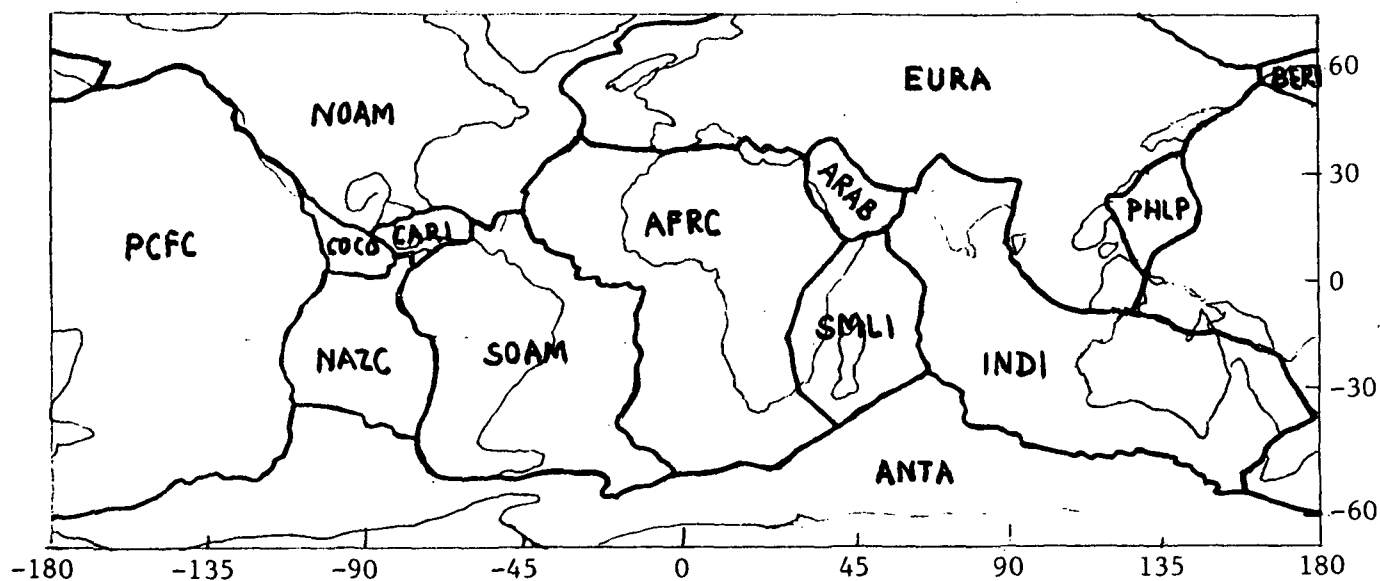 60
EURA
BERI
NOAM
30
ARAB
PHLP
AFRC
PCFC
COCO
CARI
0
SMLI
NAZC
SOAM
INDI
-30
ANTA
-60
-180 -135 -90 -45 0 45 90 135 180